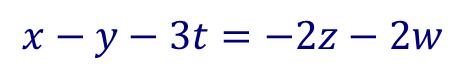 x − y − 3t = −2z − 2w